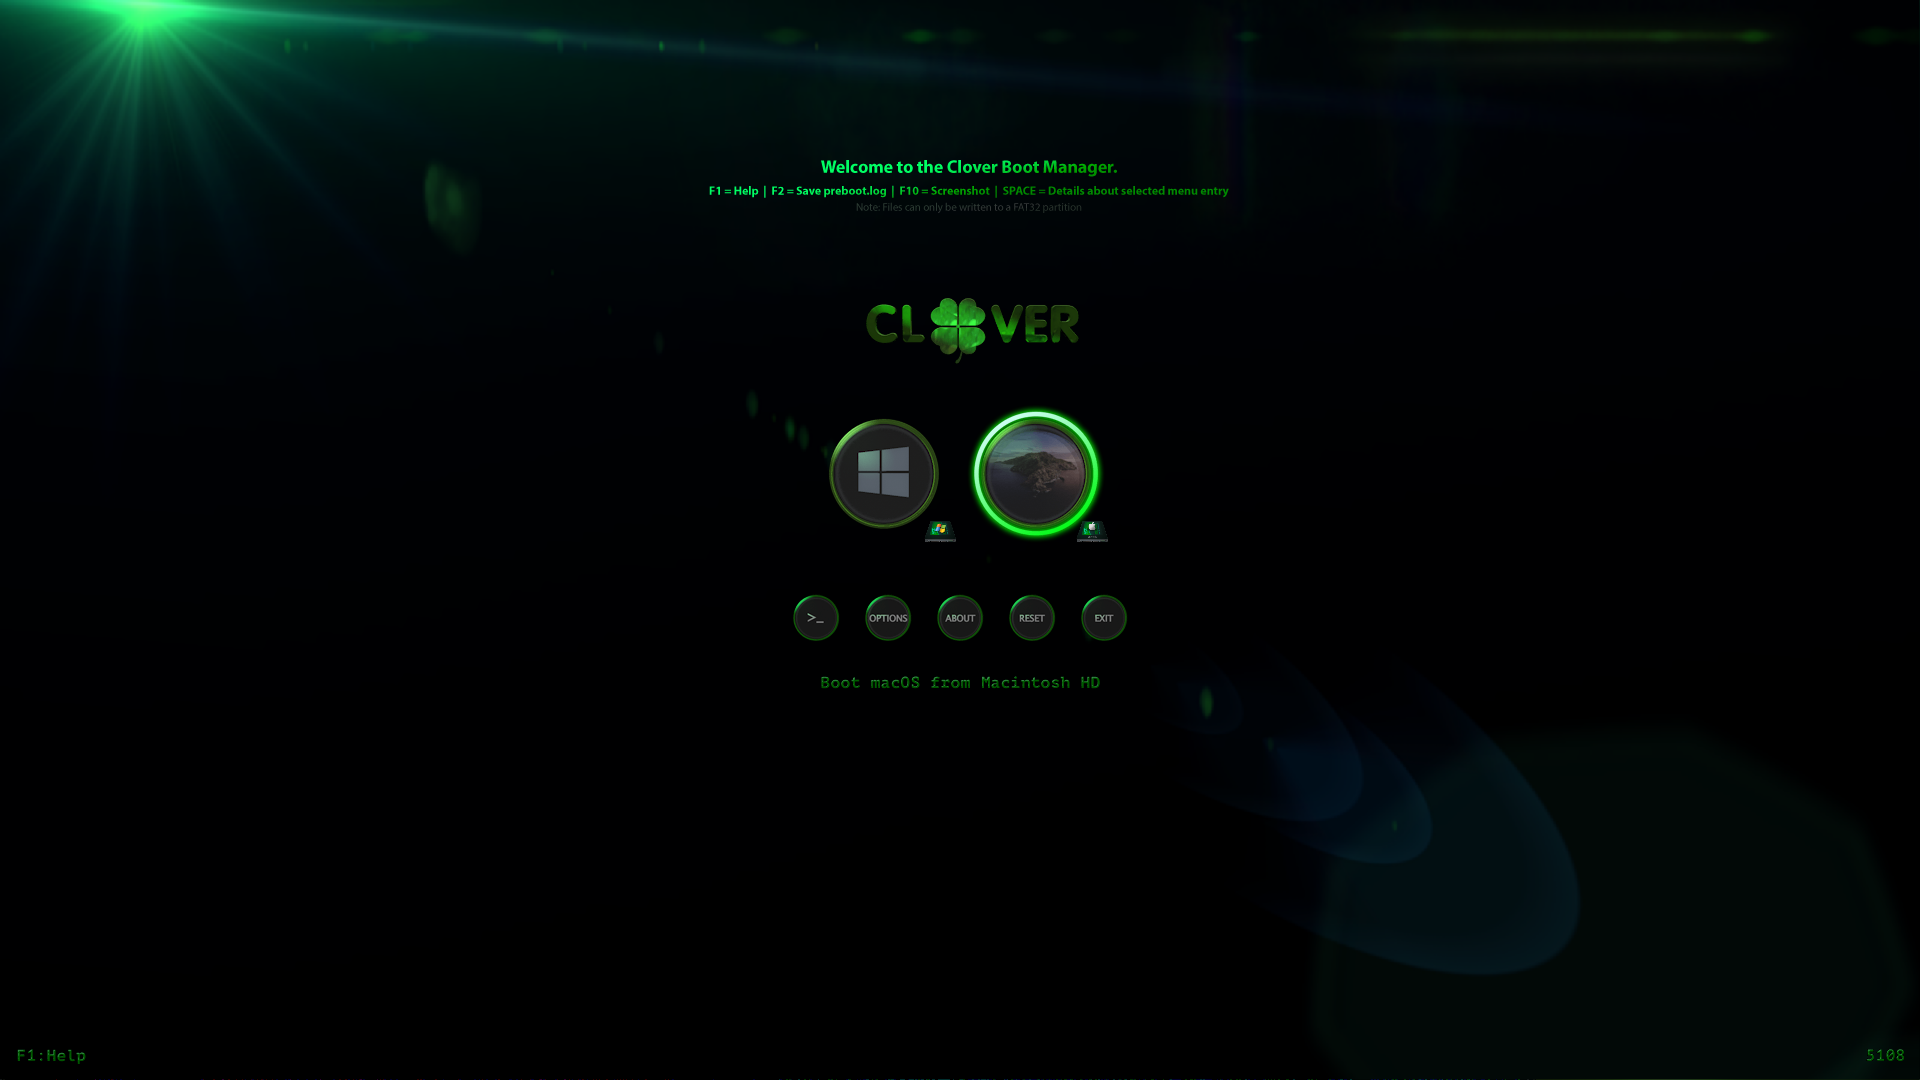 Welcome to the Clover Boot Manager.
F1 = Help | F2 = Save preboot.log | F10 = Screenshot | SPACE = Details about selected menu entry
Note: Files can only be written to a FAT32 partition
CLOVER
>_ OPTIONS ABOUT RESET EXIT
Boot macOS from Macintosh HD
F1:Help 5108